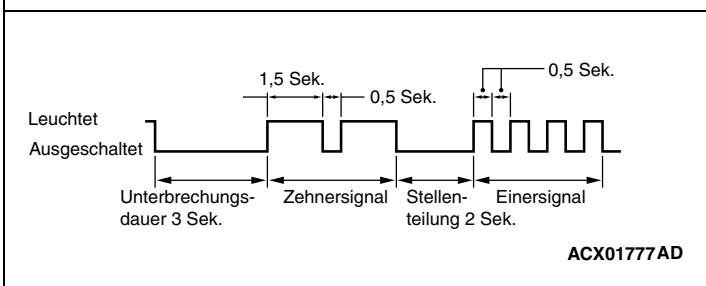 1,5 Sek.
0,5 Sek.
0,5 Sek.
Leuchtet
Ausgeschaltet
Unterbrechungs-
dauer 3 Sek.
Zehnersignal
Stellen-
teilung 2 Sek.
Einersignal
ACX01777AD